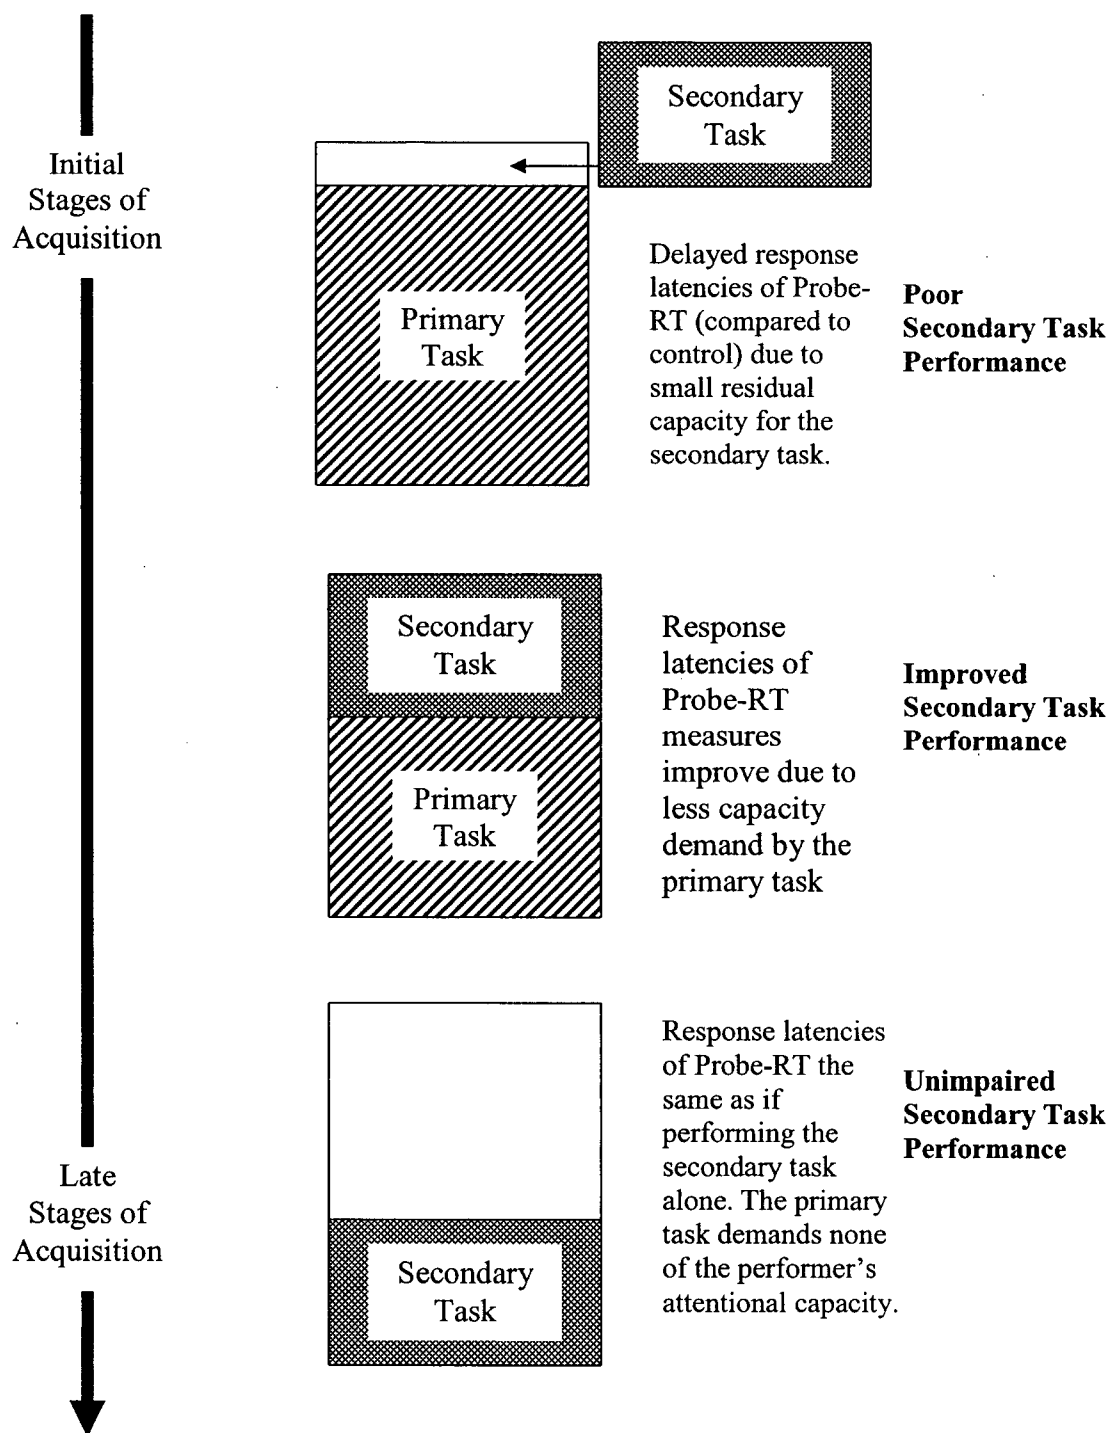 Secondary
Task
Initial
Stages of
Acquisition
Primary
Task
Delayed response
latencies of Probe-
RT (compared to
control) due to
small residual
capacity for the
secondary task.
Poor
Secondary Task
Performance
Secondary
Task
Primary
Task
Response
latencies of
Probe-RT
measures
improve due to
less capacity
demand by the
primary task
Improved
Secondary Task
Performance
Late
Stages of
Acquisition
Secondary
Task
Response latencies
of Probe-RT the
same as if
performing the
secondary task
alone. The primary
task demands none
of the performer's
attentional capacity.
Unimpaired
Secondary Task
Performance